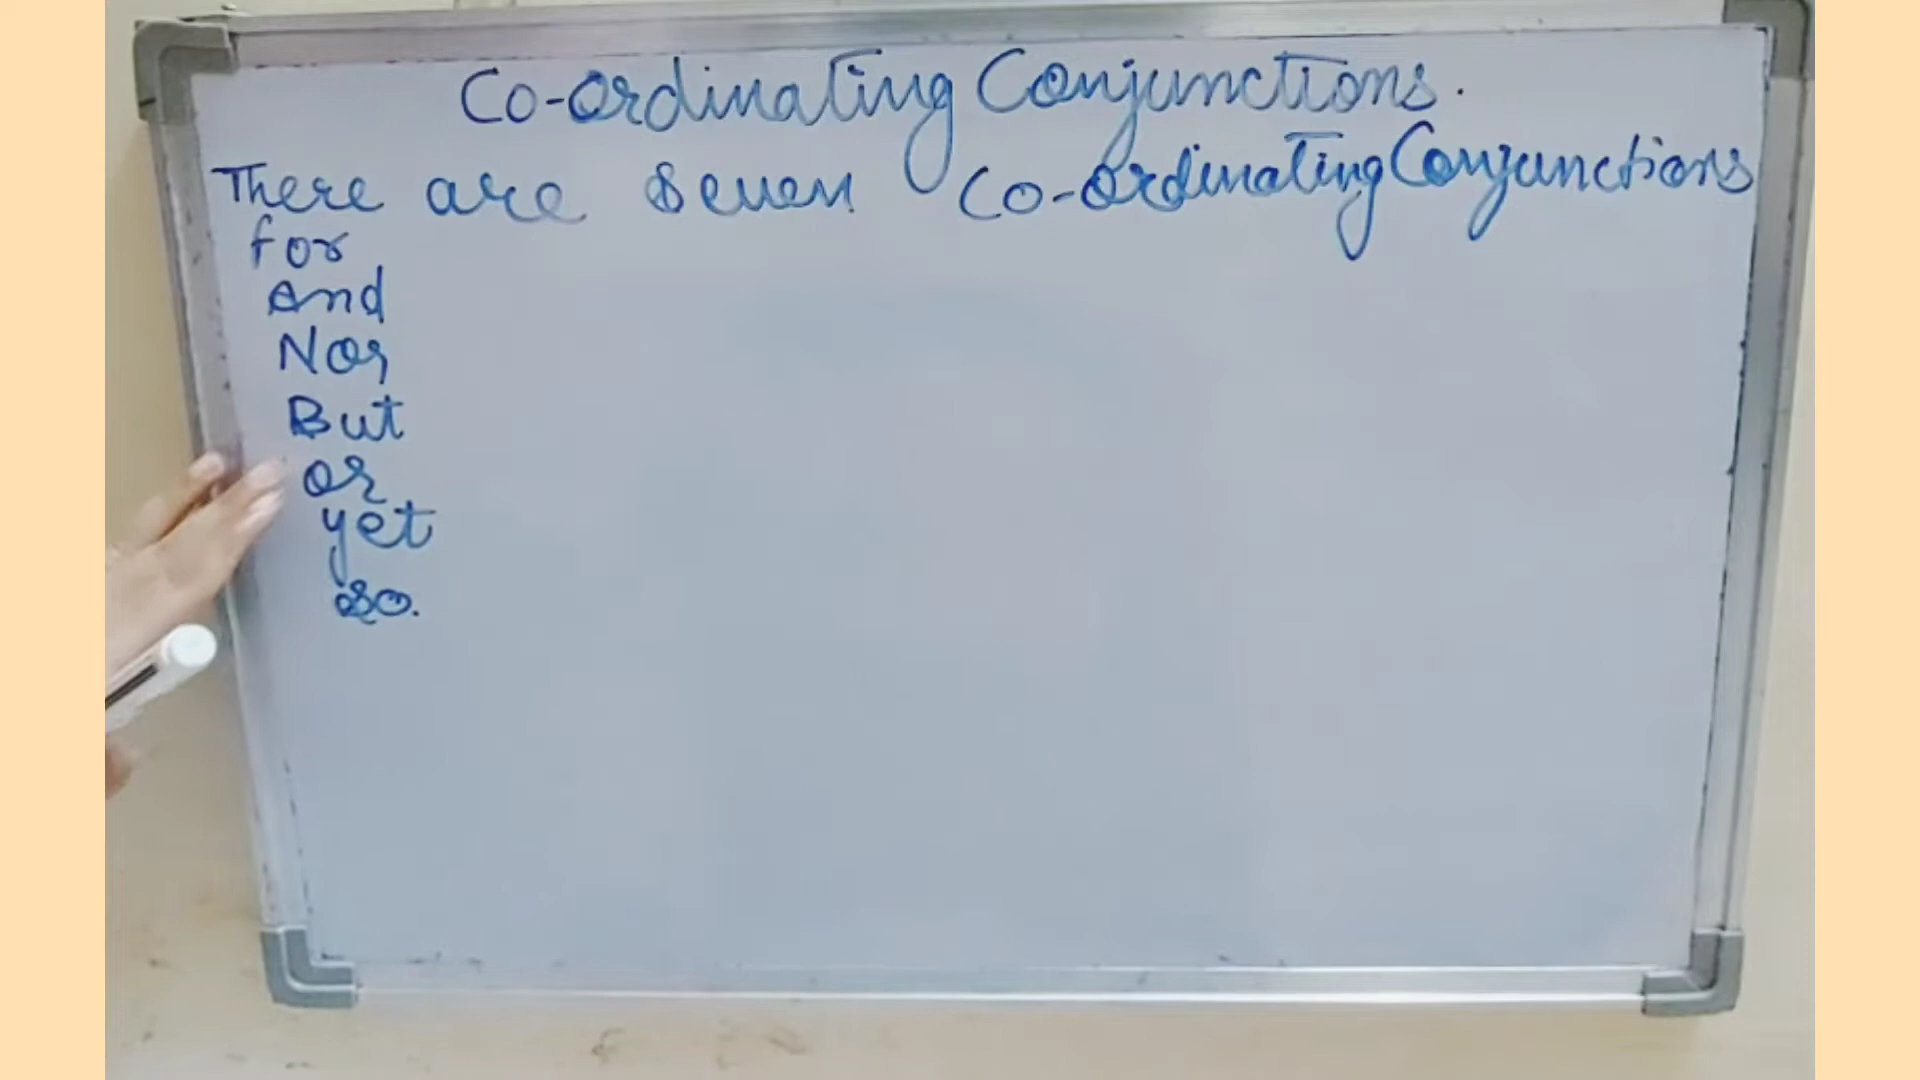 Co-ordinating Conjunctions.
There are seven Co-ordinating Conjunctions
for
And
Nor
But
or
yet
so.